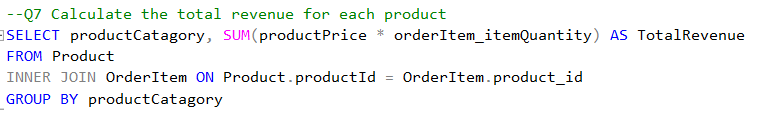 --Q7 Calculate the total revenue for each product
SELECT productCatagory, SUM(productPrice * orderItem_itemQuantity) AS TotalRevenue
FROM Product
INNER JOIN OrderItem ON Product.productId = OrderItem.product_id
GROUP BY productCatagory